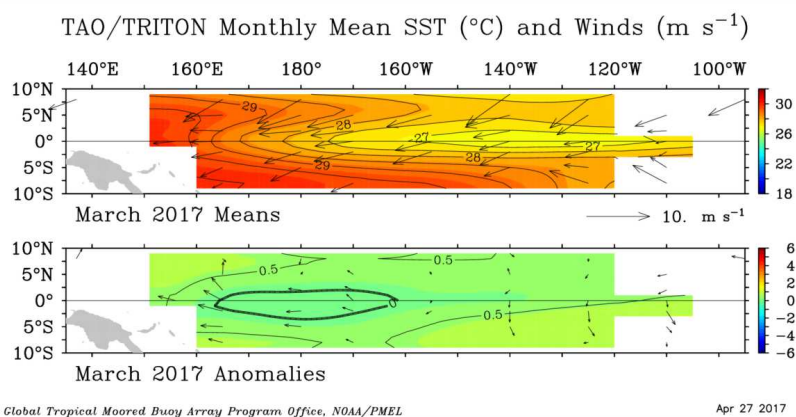 TAO/TRITON Monthly Mean SST (°C) and Winds (m s⁻¹)
140°E 160°E 180° 160°W 140°W 120°W 100°W
10°N
5°N
0°
5°S
10°S
29
28
27
27
28
29
30
26
22
18
March 2017 Means
10. m s⁻¹
10°N
5°N
0°
5°S
10°S
0.5
0.5
0
0.5
6
4
2
0
−2
−4
−6
March 2017 Anomalies
Global Tropical Moored Buoy Array Program Office, NOAA/PMEL
Apr 27 2017